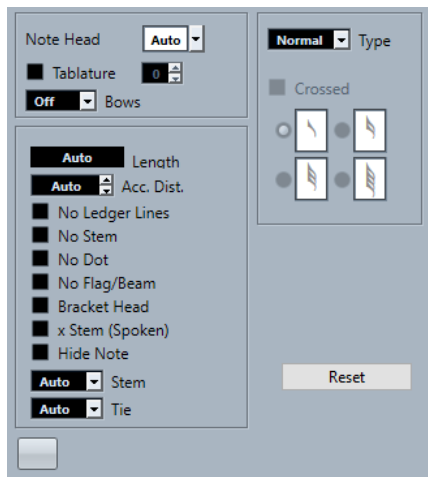 Note Head Auto
Tablature 0
Off Bows
Auto Length
Auto Acc. Dist.
No Ledger Lines
No Stem
No Dot
No Flag/Beam
Bracket Head
x Stem (Spoken)
Hide Note
Auto Stem
Auto Tie
Normal Type
Crossed
Reset